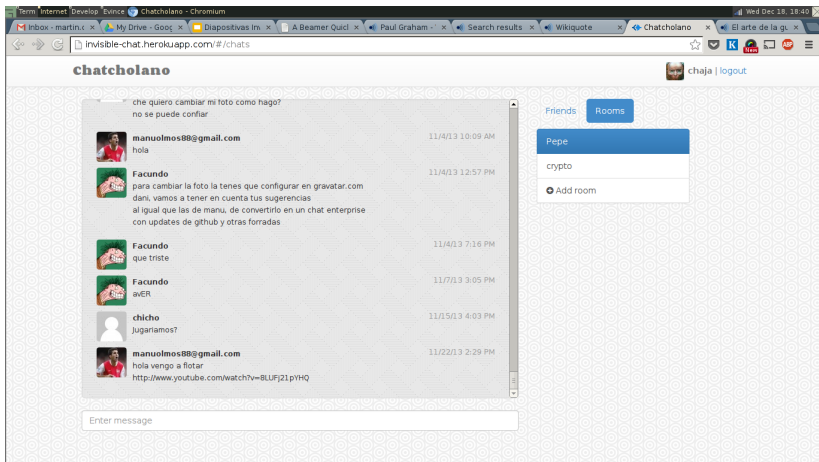 Term Internet Develop Evince Chatcholano - Chromium Wed Dec 18, 18:40
Inbox - martin.c × My Drive - Goog × Diapositivas Inv × A Beamer Quicl × Paul Graham - × Search results × Wikiquote × Chatcholano × El arte de la gu ×
invisible-chat.herokuapp.com/#/chats
Chatcholano
chaja | logout
che quiero cambiar mi foto como hago?
no se puede confiar
manuolmos88@gmail.com 11/4/13 10:09 AM
hola
Facundo 11/4/13 12:57 PM
para cambiar la foto la tenes que configurar en gravatar.com
dani, vamos a tener en cuenta tus sugerencias
al igual que las de manu, de convertirlo en un chat enterprise
con updates de github y otras forradas
Facundo 11/4/13 7:16 PM
que triste
Facundo 11/7/13 3:05 PM
avER
chicho 11/15/13 4:03 PM
Jugariamos?
manuolmos88@gmail.com 11/22/13 2:29 PM
hola vengo a flotar
http://www.youtube.com/watch?v=8LUFj21pYHQ
Enter message
Friends Rooms
Pepe
crypto
Add room